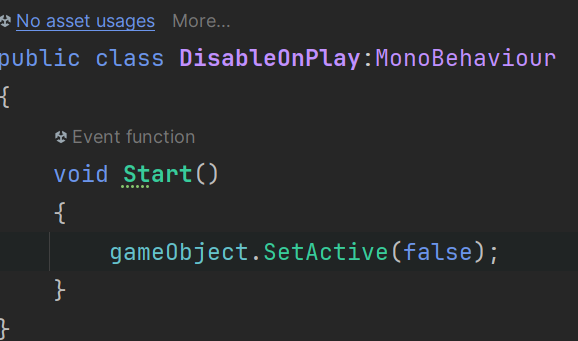 No asset usages More...
public class DisableOnPlay:MonoBehaviour
{
Event function
void Start()
{
gameObject.SetActive(false);
}
}